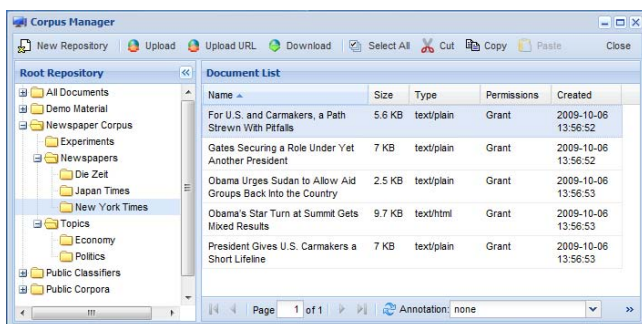 Corpus Manager
New Repository Upload Upload URL Download Select All Cut Copy Paste Close
Root Repository
All Documents
Demo Material
Newspaper Corpus
Experiments
Newspapers
Die Zeit
Japan Times
New York Times
Topics
Economy
Politics
Public Classifiers
Public Corpora
Document List
Name Size Type Permissions Created
For U.S. and Carmakers, a Path 5.6 KB text/plain Grant 2009-10-06
Strewn With Pitfalls 13:56:52
Gates Securing a Role Under Yet 7 KB text/plain Grant 2009-10-06
Another President 13:56:52
Obama Urges Sudan to Allow Aid 2.5 KB text/plain Grant 2009-10-06
Groups Back Into the Country 13:56:53
Obama's Star Turn at Summit Gets 9.7 KB text/html Grant 2009-10-06
Mixed Results 13:56:53
President Gives U.S. Carmakers a 7 KB text/plain Grant 2009-10-06
Short Lifeline 13:56:53
Page 1 of 1 Annotation: none